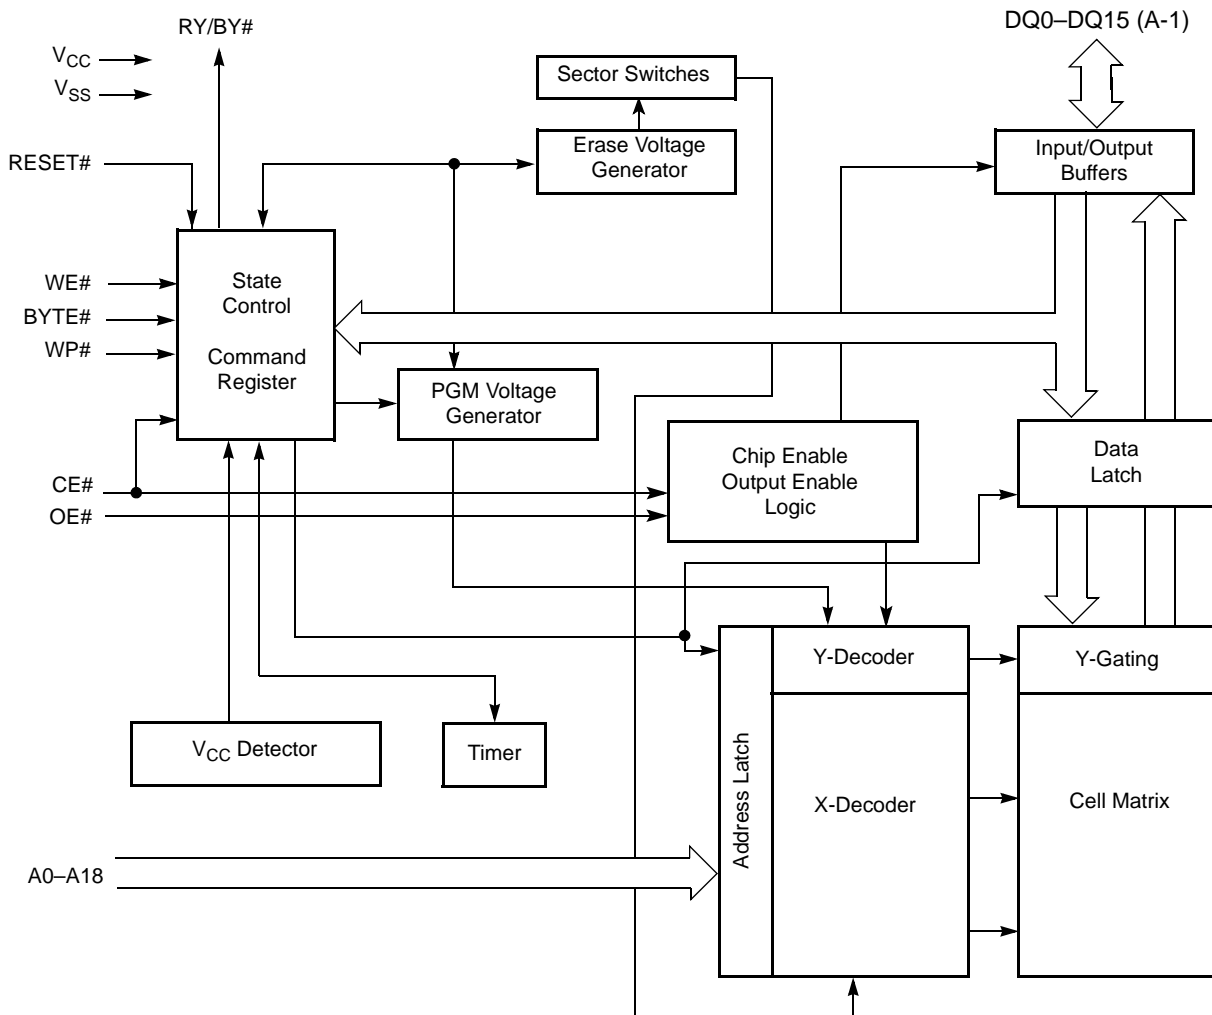 RY/BY#
DQ0–DQ15 (A-1)
VCC
VSS
Sector Switches
Erase Voltage
Generator
Input/Output
Buffers
RESET#
WE#
BYTE#
WP#
State
Control
Command
Register
PGM Voltage
Generator
CE#
OE#
Chip Enable
Output Enable
Logic
Data
Latch
Y-Decoder
Y-Gating
VCC Detector
Timer
Address Latch
X-Decoder
Cell Matrix
A0–A18